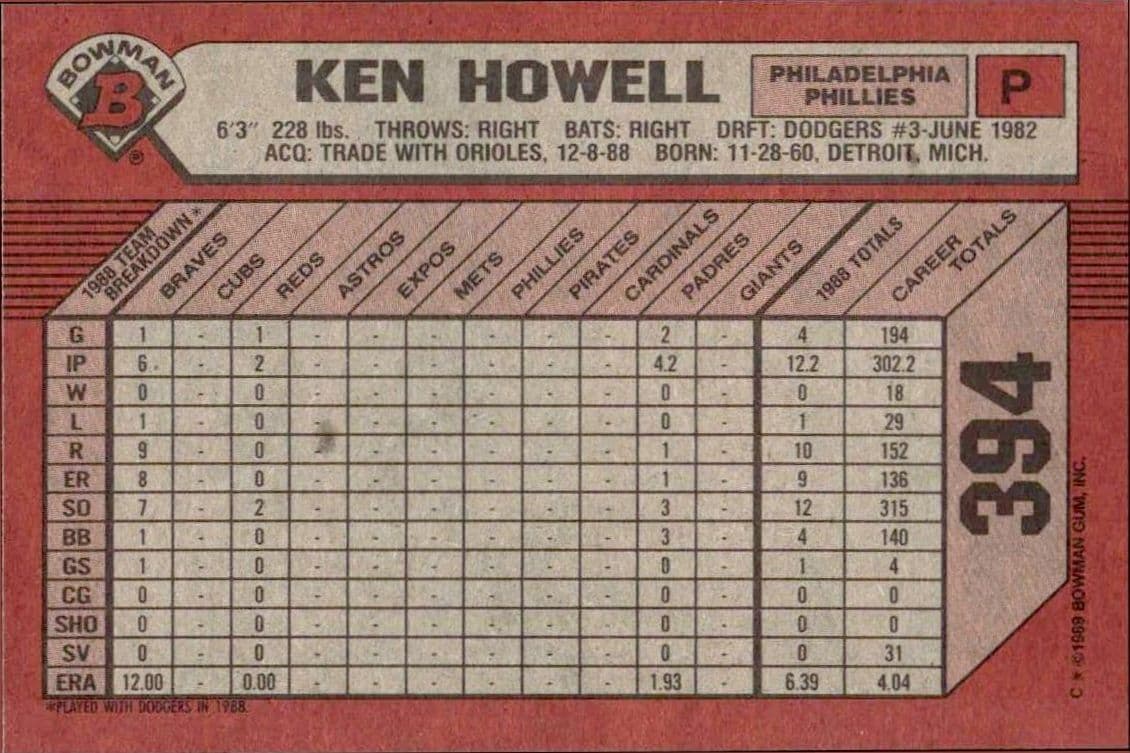 BOWMAN
B
®
KEN HOWELL
PHILADELPHIA
PHILLIES
P
6'3" 228 lbs. THROWS: RIGHT BATS: RIGHT DRFT: DODGERS #3-JUNE 1982
ACQ: TRADE WITH ORIOLES, 12-8-88 BORN: 11-28-60, DETROIT, MICH.
1988 TEAM BREAKDOWN* BRAVES CUBS REDS ASTROS EXPOS METS PHILLIES PIRATES CARDINALS PADRES GIANTS 1988 TOTALS CAREER TOTALS
G 1 - 1 - - - - - - 2 - 4 194
IP 6. - 2 - - - - - - 4.2 - 12.2 302.2
W 0 - 0 - - - - - - 0 - 0 18
L 1 - 0 - - - - - - 0 - 1 29
R 9 - 0 - - - - - - 1 - 10 152
ER 8 - 0 - - - - - - 1 - 9 136
SO 7 - 2 - - - - - - 3 - 12 315
BB 1 - 0 - - - - - - 3 - 4 140
GS 1 - 0 - - - - - - 0 - 1 4
CG 0 - 0 - - - - - - 0 - 0 0
SHO 0 - 0 - - - - - - 0 - 0 0
SV 0 - 0 - - - - - - 0 - 0 31
ERA 12.00 - 0.00 - - - - - - 1.93 - 6.39 4.04
*PLAYED WITH DODGERS IN 1988.
394
C * ©1989 BOWMAN GUM, INC.